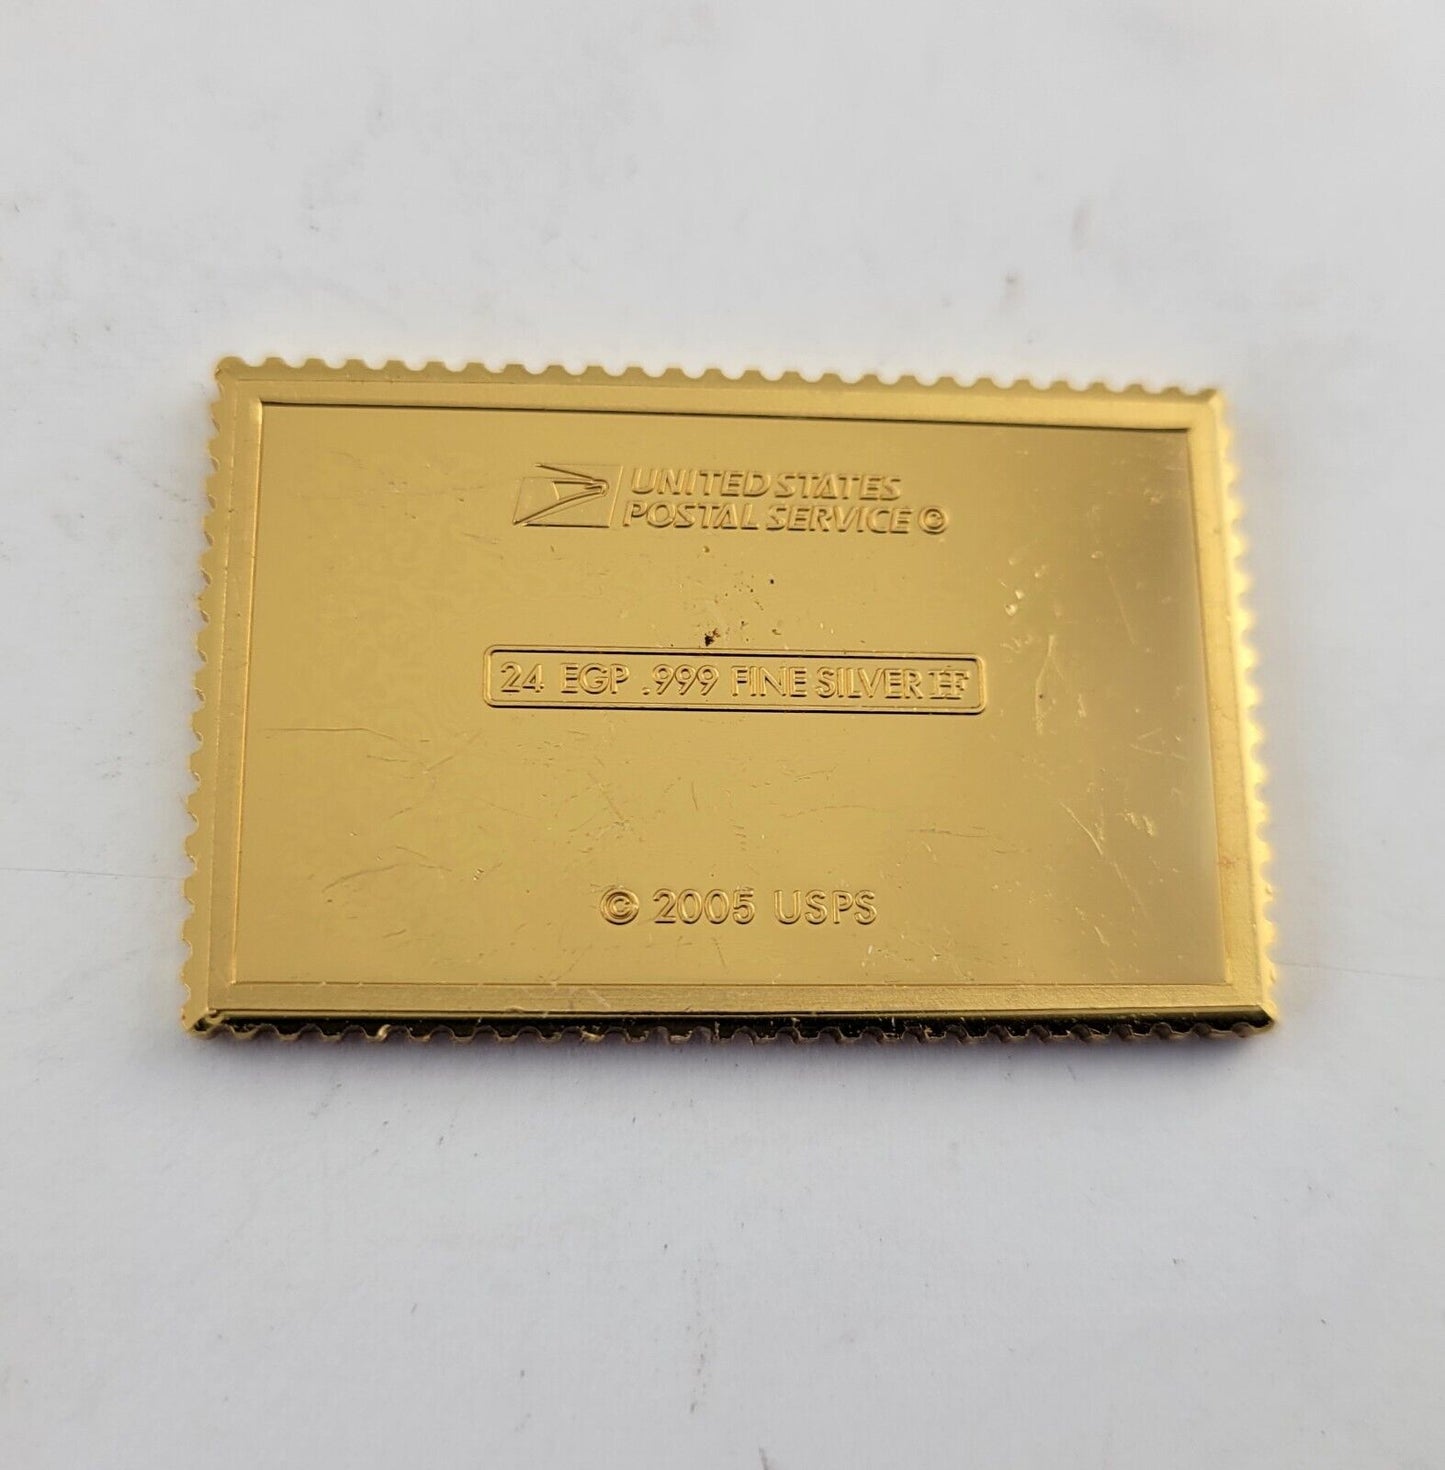 UNITED STATES
POSTAL SERVICE ©
24 EGP .999 FINE SILVER HF
© 2005 USPS